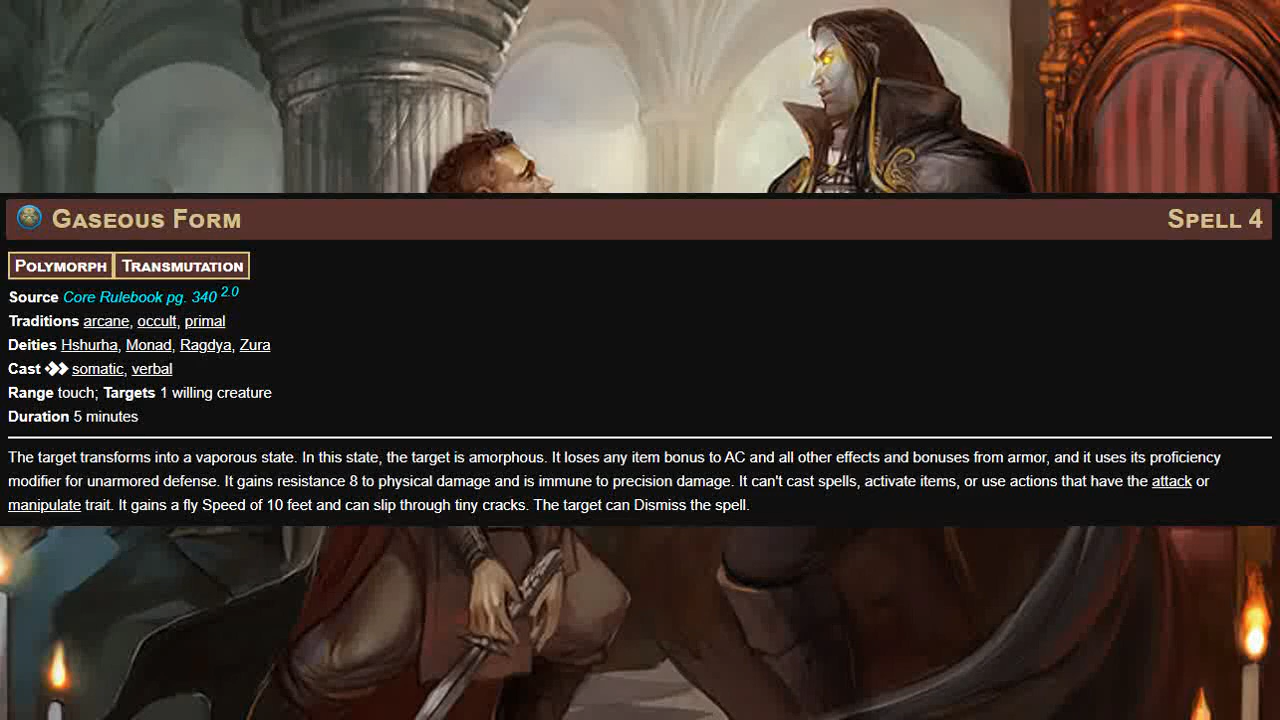 Gaseous Form Spell 4
Polymorph Transmutation
Source Core Rulebook pg. 340 2.0
Traditions arcane, occult, primal
Deities Hshurha, Monad, Ragdya, Zura
Cast somatic, verbal
Range touch; Targets 1 willing creature
Duration 5 minutes
The target transforms into a vaporous state. In this state, the target is amorphous. It loses any item bonus to AC and all other effects and bonuses from armor, and it uses its proficiency
modifier for unarmored defense. It gains resistance 8 to physical damage and is immune to precision damage. It can't cast spells, activate items, or use actions that have the attack or
manipulate trait. It gains a fly Speed of 10 feet and can slip through tiny cracks. The target can Dismiss the spell.